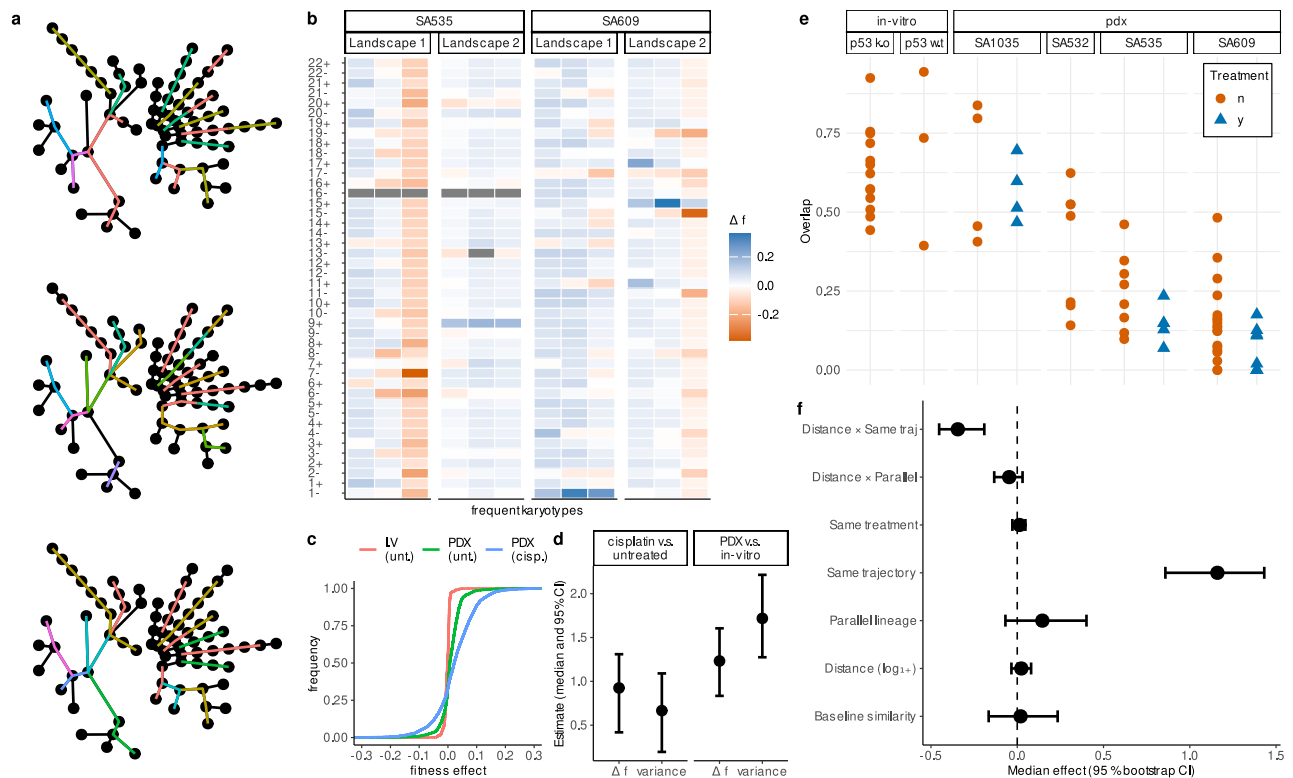 a
b
SA535
SA609
Landscape 1
Landscape 2
Landscape 1
Landscape 2
22+
22-
21+
21-
20+
20-
19+
19-
18+
18-
17+
17-
16+
16-
15+
15-
14+
14-
13+
13-
12+
12-
11+
11-
10+
10-
9+
9-
8+
8-
7+
7-
6+
6-
5+
5-
4+
4-
3+
3-
2+
2-
1+
1-
frequent karyotypes
Δ f
0.2
0.0
-0.2
c
I.V
(unt.)
PDX
(unt.)
PDX
(cisp.)
frequency
1.00
0.75
0.50
0.25
0.00
-0.3
-0.2
-0.1
0.0
0.1
0.2
0.3
fitness effect
d
cisplatin v.s.
untreated
PDX v.s.
in-vitro
Estimate (median and 95% CI)
2.0
1.5
1.0
0.5
Δ f
variance
Δ f
variance
e
in-vitro
pdx
p53 k.o
p53 w.t
SA1035
SA532
SA535
SA609
Treatment
n
y
Overlap
0.75
0.50
0.25
0.00
f
Distance × Same traj
Distance × Parallel
Same treatment
Same trajectory
Parallel lineage
Distance (log₁+)
Baseline similarity
-0.5
0.0
0.5
1.0
1.5
Median effect (95 % bootstrap CI)